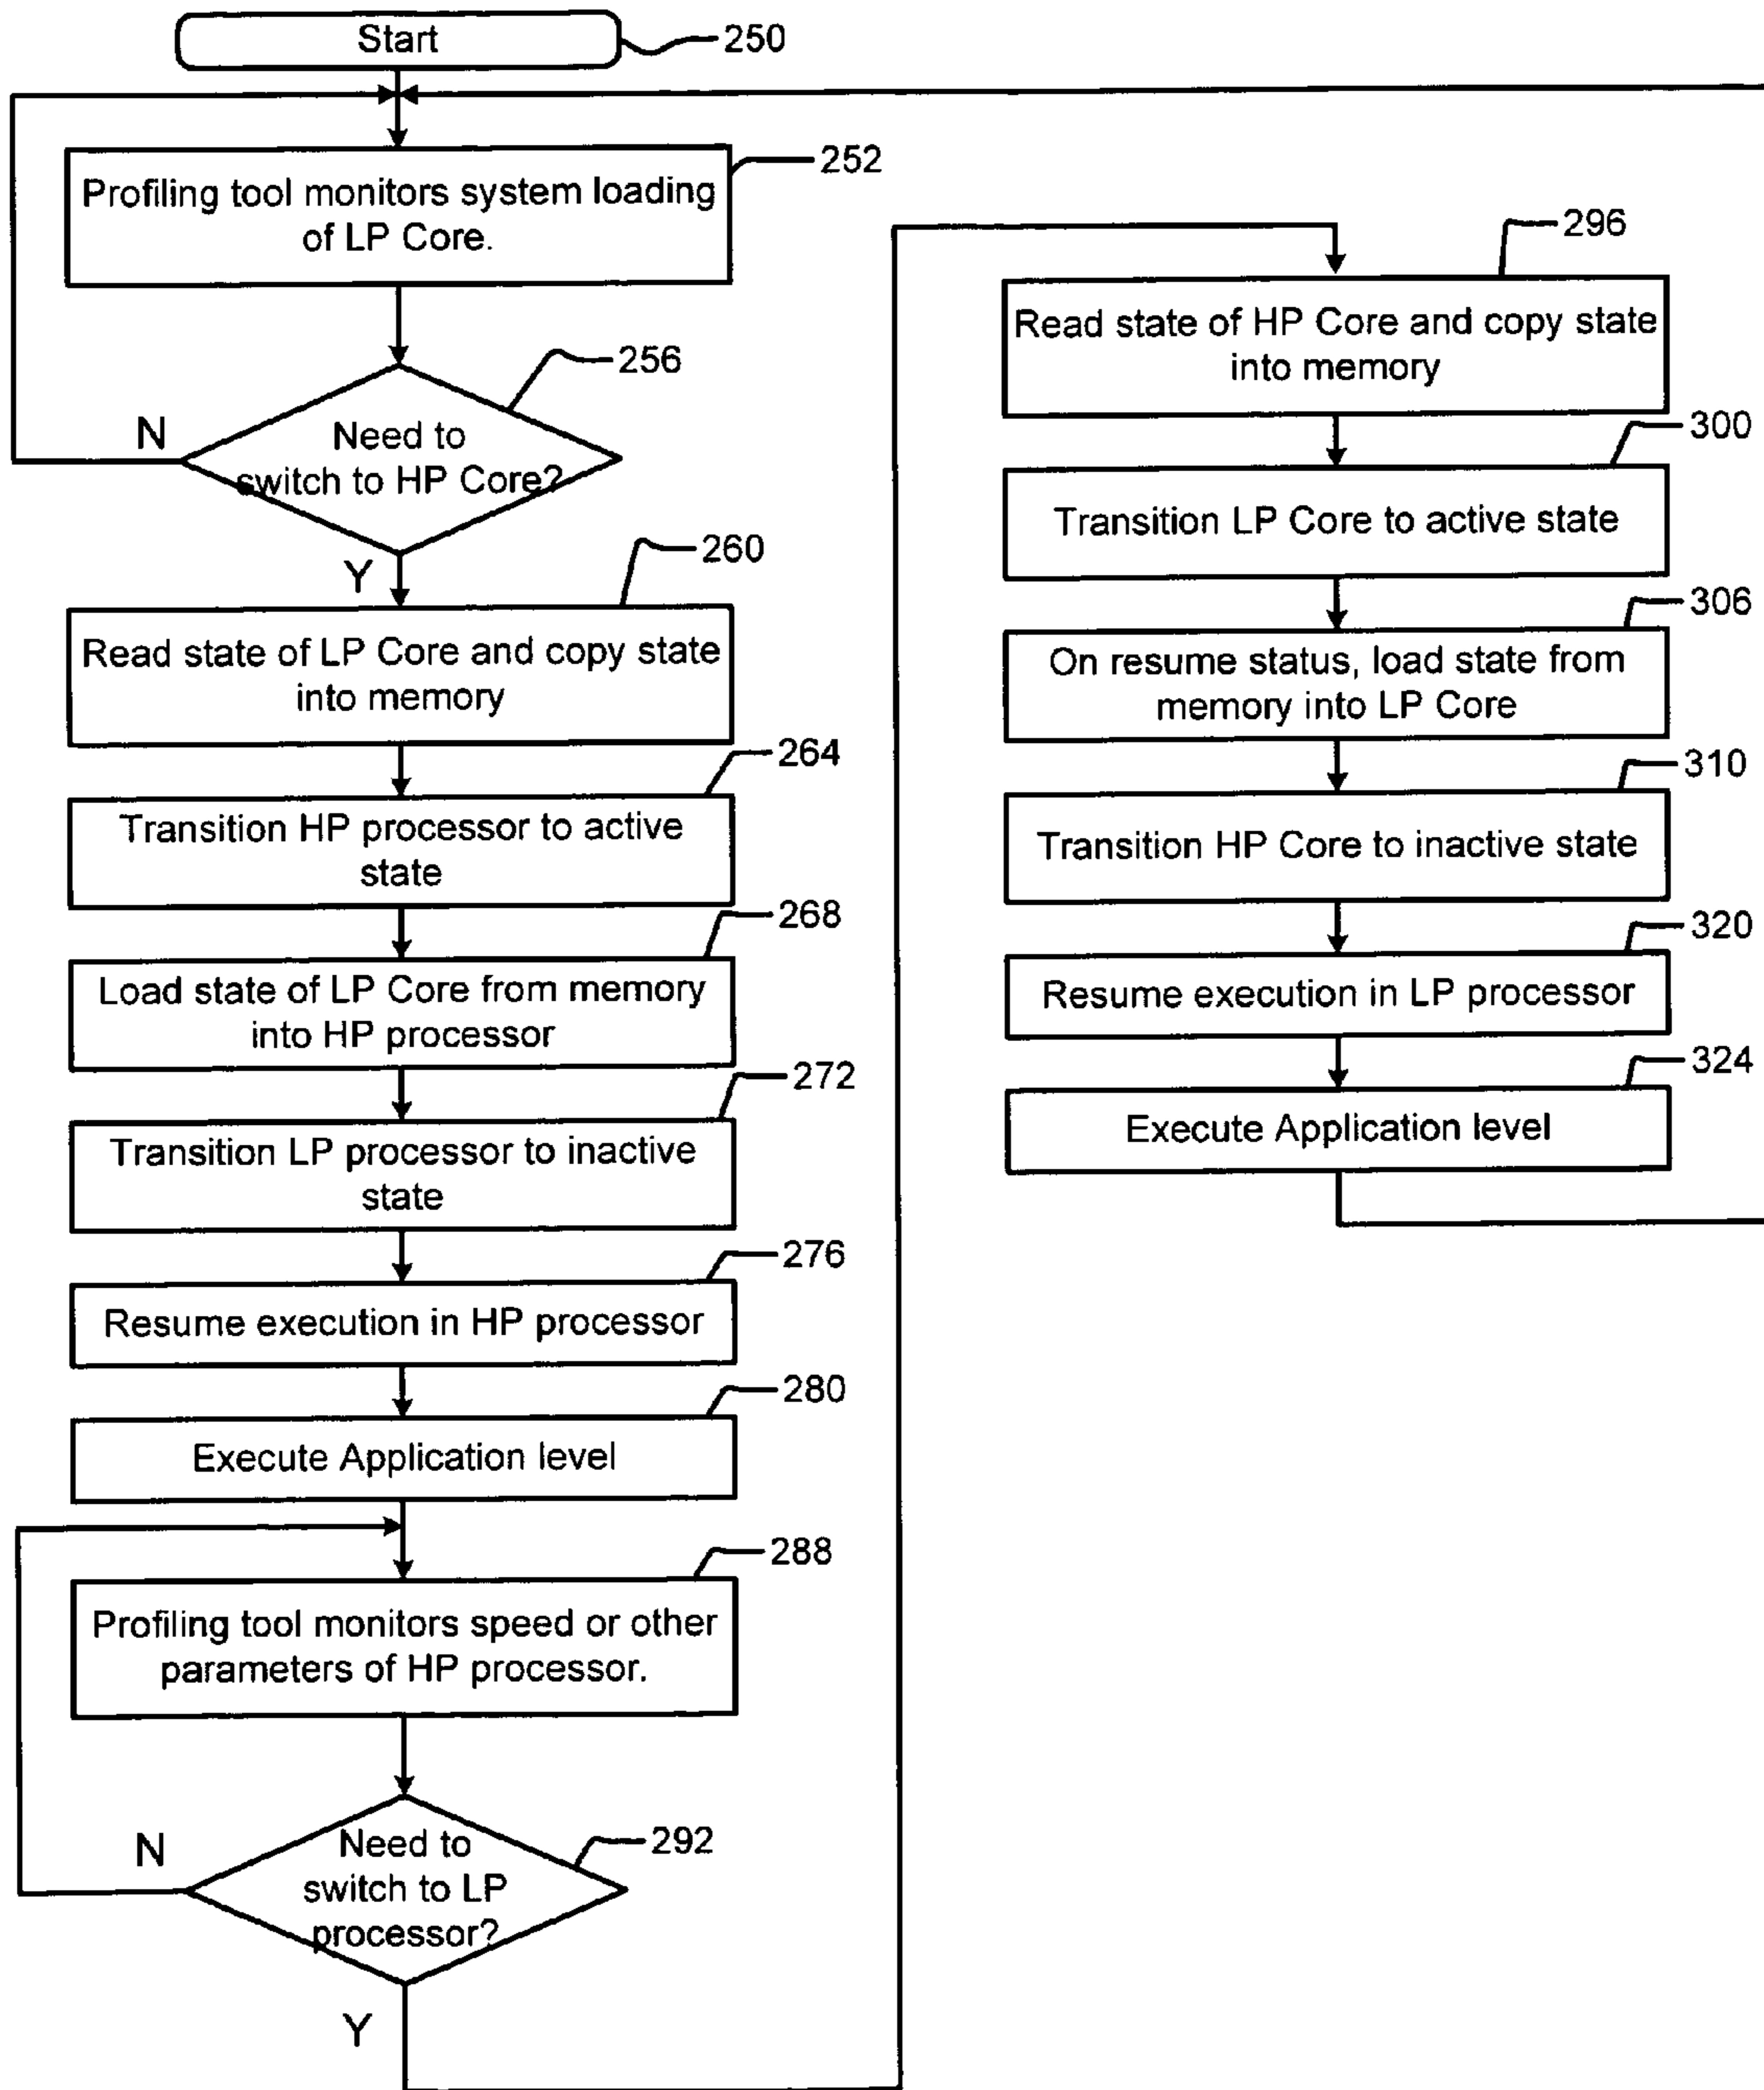 Start
250
Profiling tool monitors system loading
of LP Core.
252
Need to
switch to HP Core?
256
N
Y
Read state of LP Core and copy state
into memory
260
Transition HP processor to active
state
264
Load state of LP Core from memory
into HP processor
268
Transition LP processor to inactive
state
272
Resume execution in HP processor
276
Execute Application level
280
Profiling tool monitors speed or other
parameters of HP processor.
288
Need to
switch to LP
processor?
292
N
Y
Read state of HP Core and copy state
into memory
296
Transition LP Core to active state
300
On resume status, load state from
memory into LP Core
306
Transition HP Core to inactive state
310
Resume execution in LP processor
320
Execute Application level
324